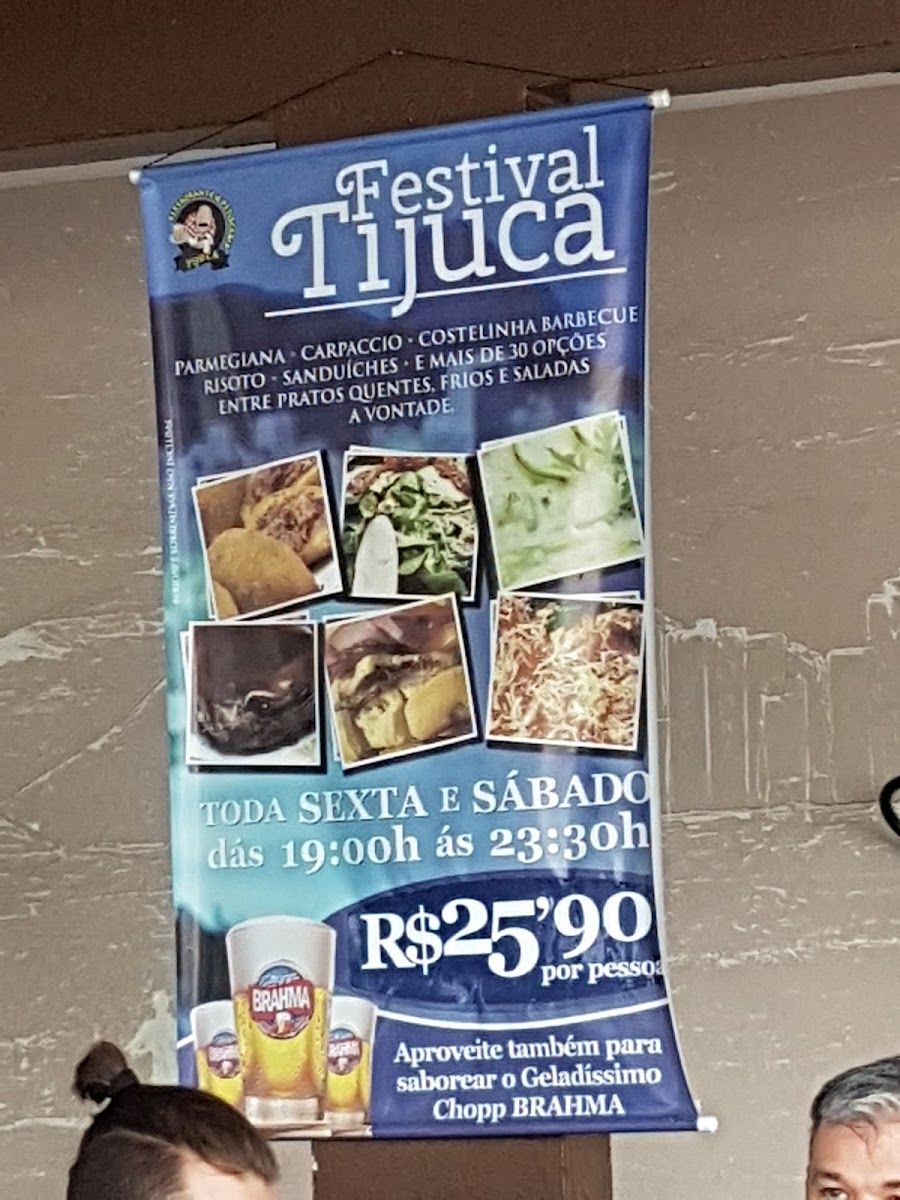 Festival
Tijuca
PARMEGIANA - CARPACCIO - COSTELINHA BARBECUE
RISOTO - SANDUÍCHES - E MAIS DE 30 OPÇÕES
ENTRE PRATOS QUENTES, FRIOS E SALADAS
A VONTADE.
TODA SEXTA E SÁBADO
dás 19:00h ás 23:30h
R$25'90
por pessoa
BRAHMA
Aproveite também para
saborear o Geladíssimo
Chopp BRAHMA